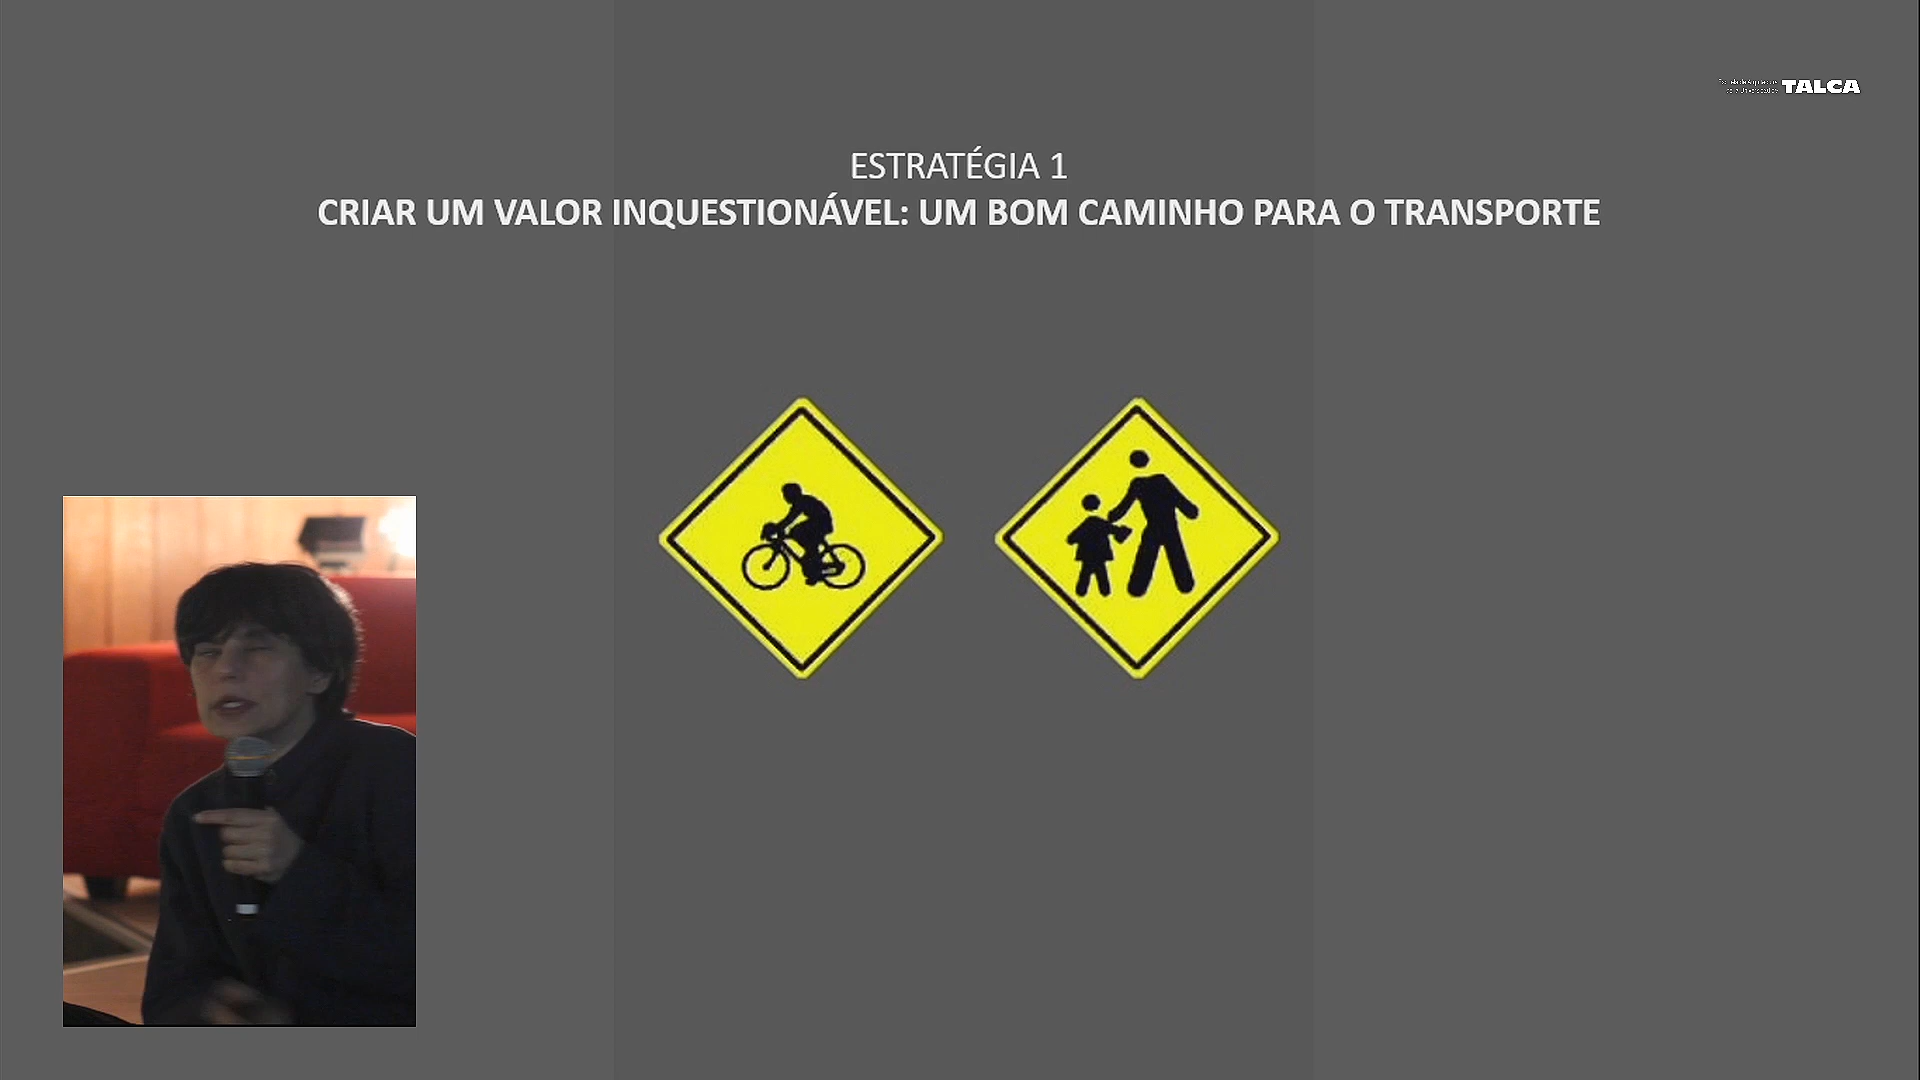 TALCA
ESTRATÉGIA 1
CRIAR UM VALOR INQUESTIONÁVEL: UM BOM CAMINHO PARA O TRANSPORTE